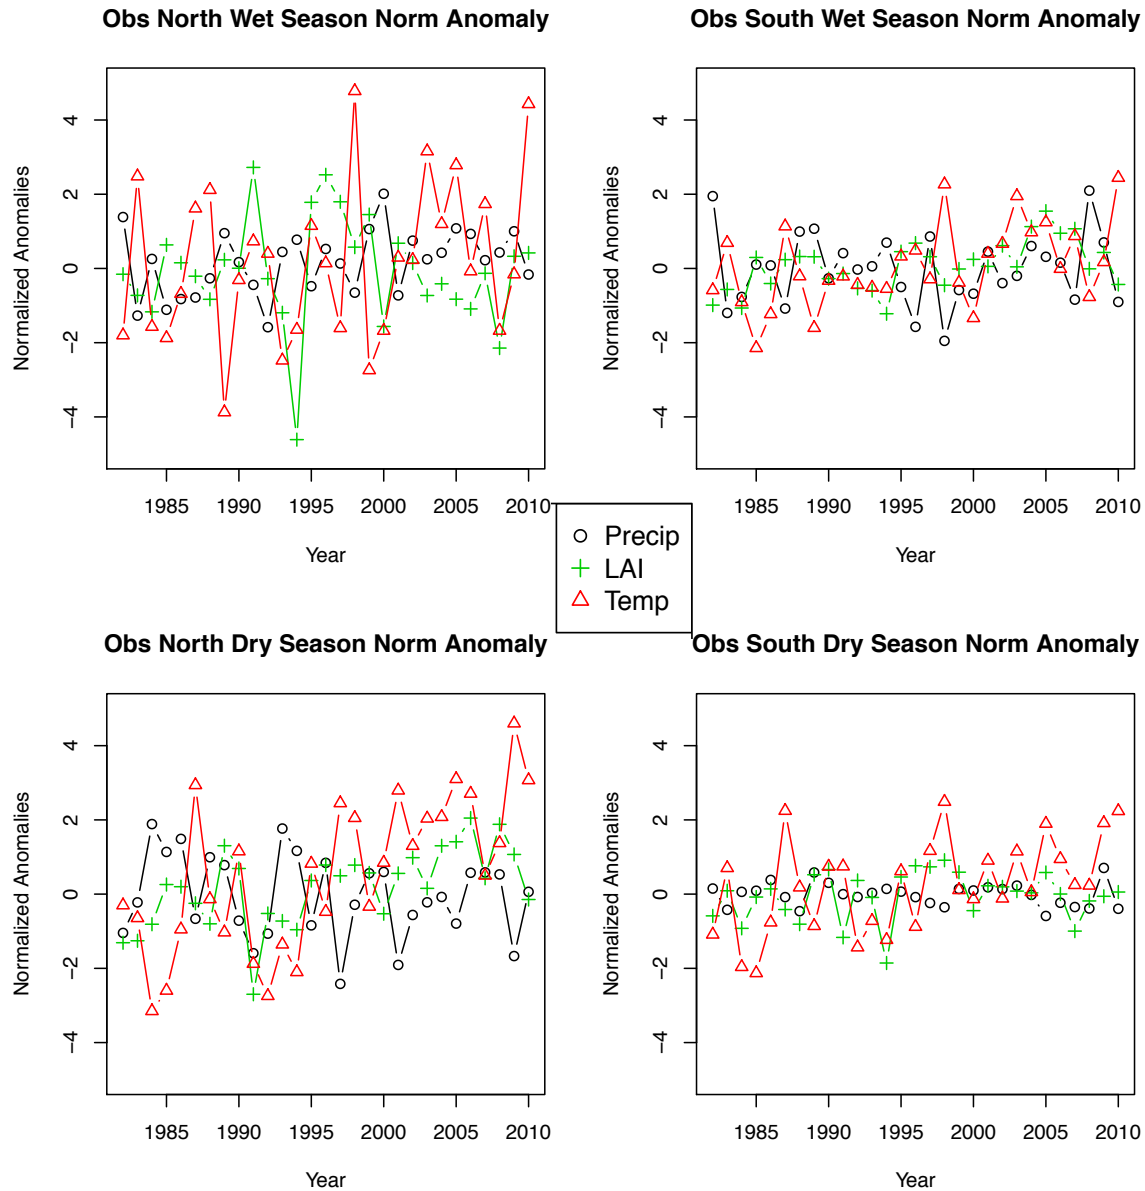 Obs North Wet Season Norm Anomaly
Normalized Anomalies
4
2
0
−2
−4
1985 1990 1995 2000 2005 2010
Year
Obs South Wet Season Norm Anomaly
Normalized Anomalies
4
2
0
−2
−4
1985 1990 1995 2000 2005 2010
Year
Precip
LAI
Temp
Obs North Dry Season Norm Anomaly
Normalized Anomalies
4
2
0
−2
−4
1985 1990 1995 2000 2005 2010
Year
Obs South Dry Season Norm Anomaly
Normalized Anomalies
4
2
0
−2
−4
1985 1990 1995 2000 2005 2010
Year